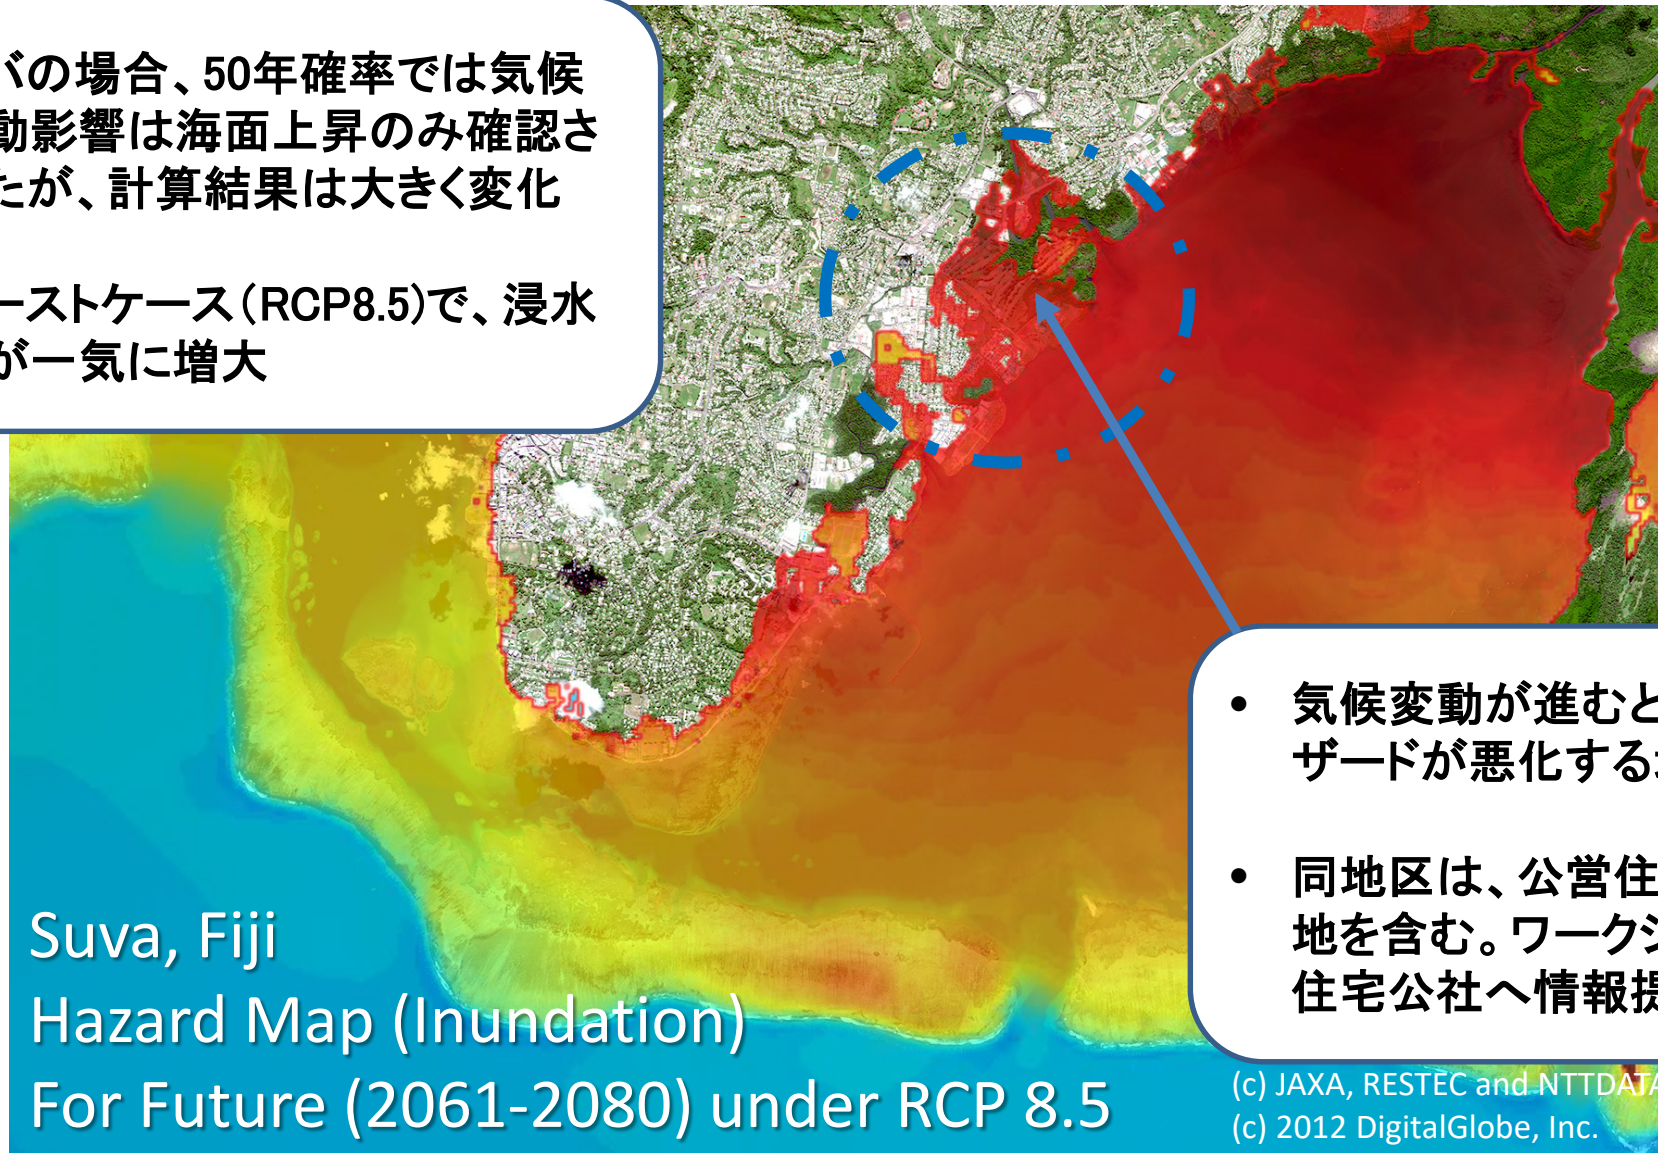 バの場合、50年確率では気候
動影響は海面上昇のみ確認さ
たが、計算結果は大きく変化
ーストケース（RCP8.5）で、浸水
が一気に増大
• 気候変動が進むと
ザードが悪化する
• 同地区は、公営住
地を含む。ワークシ
住宅公社へ情報提
Suva, Fiji
Hazard Map (Inundation)
For Future (2061-2080) under RCP 8.5
(c) JAXA, RESTEC and NTTDATA
(c) 2012 DigitalGlobe, Inc.